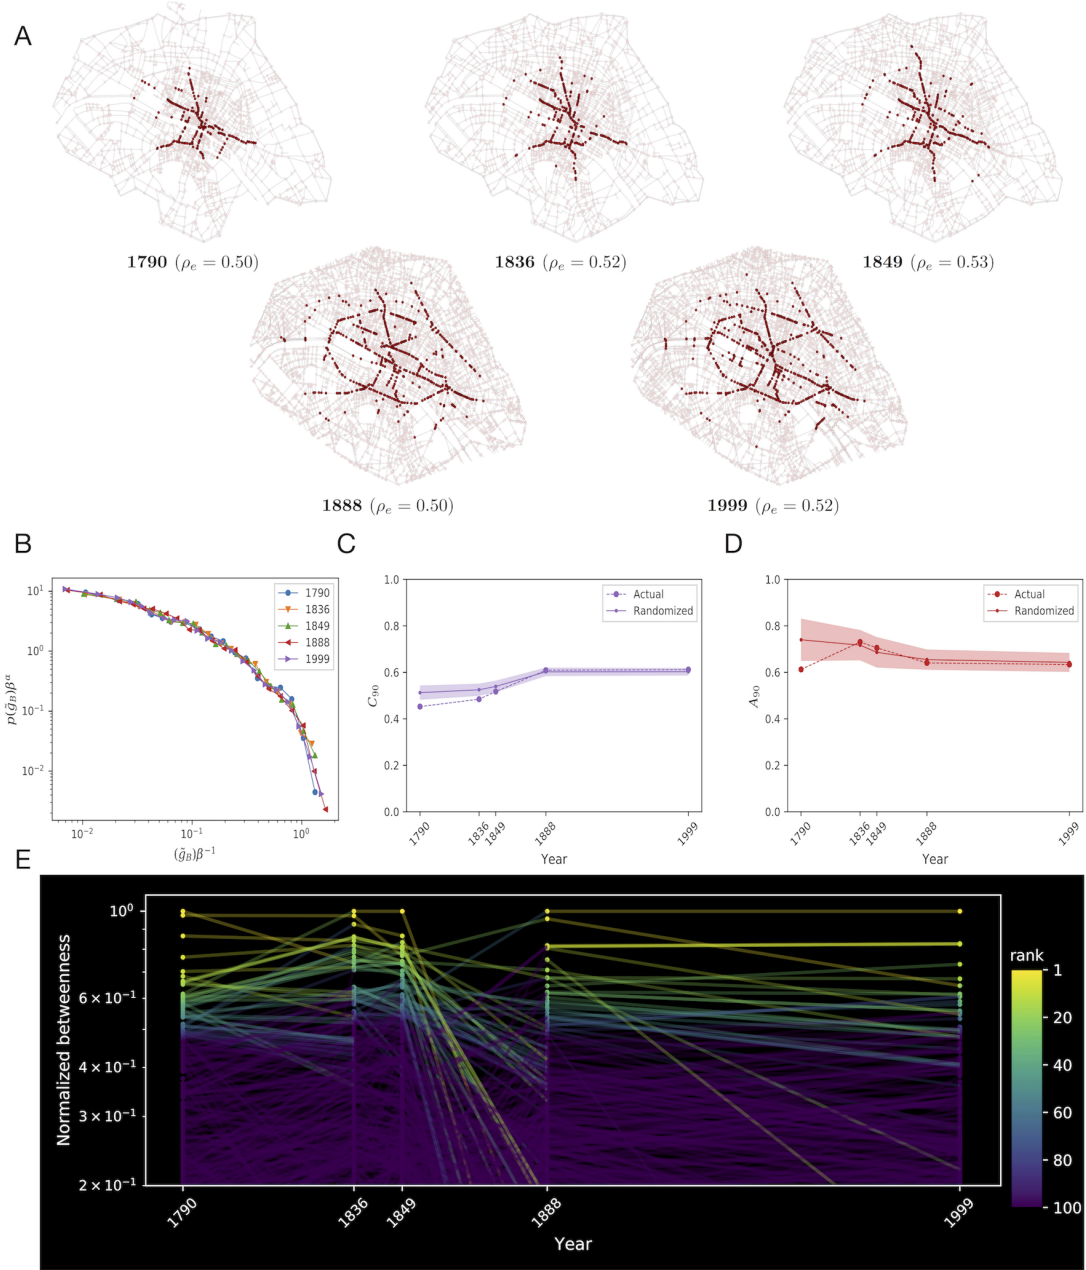 A
1790 (ρₑ = 0.50)
1836 (ρₑ = 0.52)
1849 (ρₑ = 0.53)
1888 (ρₑ = 0.50)
1999 (ρₑ = 0.52)
B
10¹
10⁰
10⁻¹
10⁻²
p(g̃_B)β^α
10⁻²
10⁻¹
10⁰
(g̃_B)β⁻¹
1790
1836
1849
1888
1999
C
1.0
0.8
0.6
0.4
0.2
0.0
C₉₀
Actual
Randomized
1790
1836
1849
1888
1999
Year
D
1.0
0.8
0.6
0.4
0.2
0.0
A₉₀
Actual
Randomized
1790
1836
1849
1888
1999
Year
E
10⁰
6 × 10⁻¹
4 × 10⁻¹
3 × 10⁻¹
2 × 10⁻¹
Normalized betweenness
1790
1836
1849
1888
1999
Year
rank
1
20
40
60
80
100